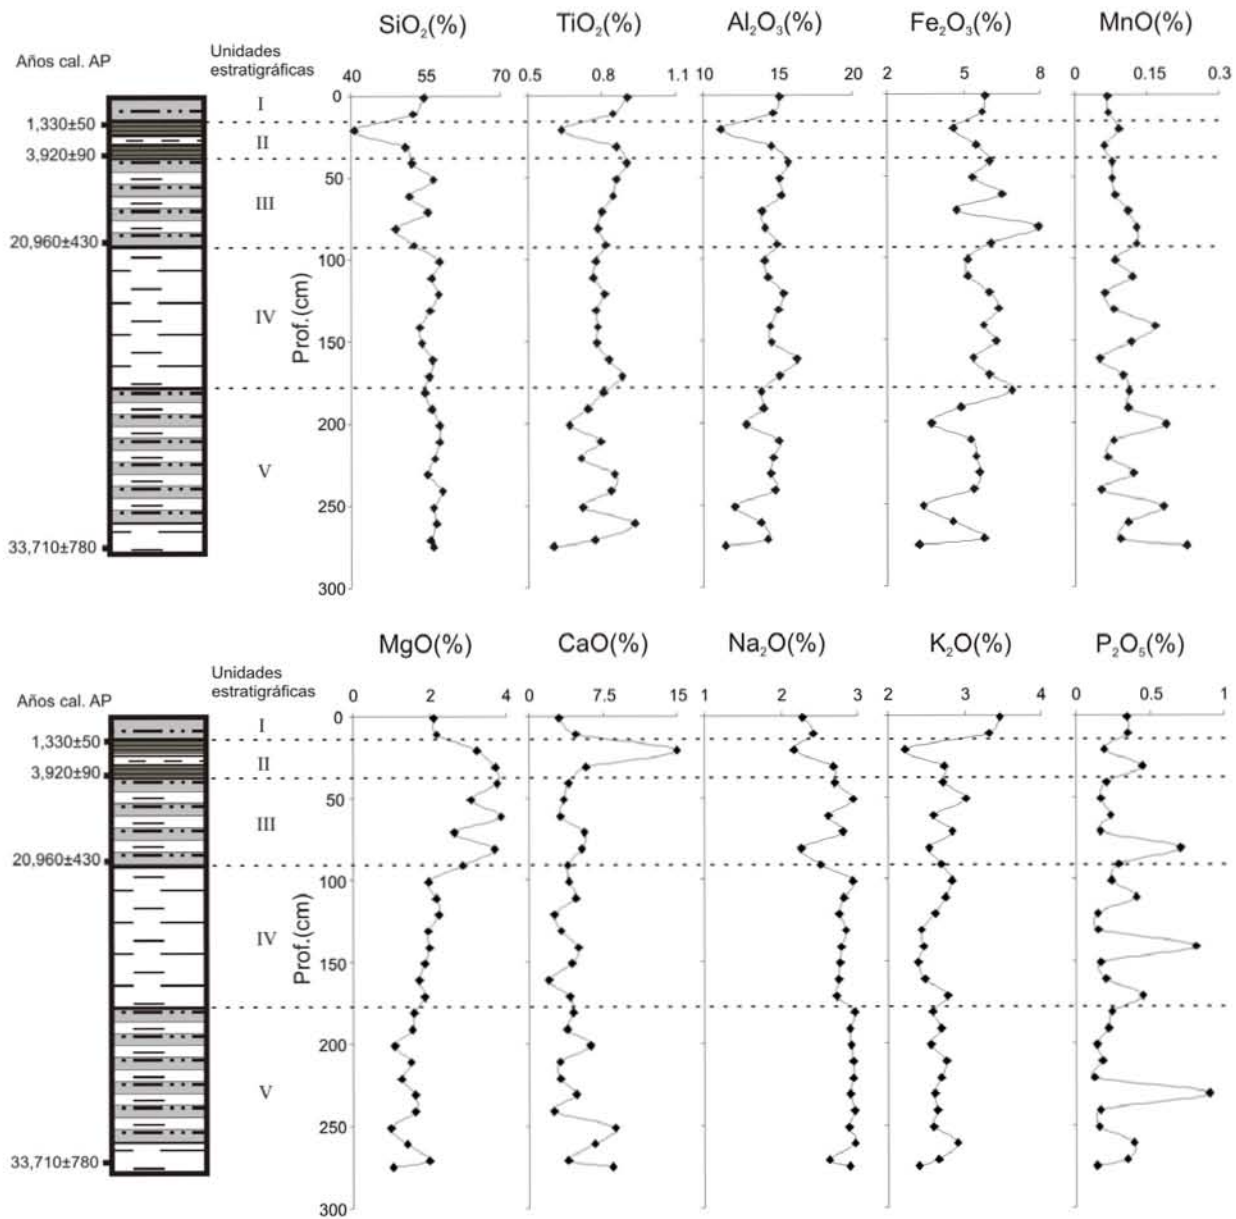 SiO₂(%) TiO₂(%) Al₂O₃(%) Fe₂O₃(%) MnO(%)
Años cal. AP
Unidades
estratigráficas
40 55 70 0.5 0.8 1.1 10 15 20 2 5 8 0 0.15 0.3
0
I
1,330±50
II
3,920±90
50
III
20,960±430
100
IV
Prof.(cm)
150
200
V
250
33,710±780
300
MgO(%) CaO(%) Na₂O(%) K₂O(%) P₂O₅(%)
Unidades
estratigráficas
Años cal. AP
0 2 4 0 7.5 15 1 2 3 2 3 4 0 0.5 1
0
I
1,330±50
II
3,920±90
50
III
20,960±430
100
IV
Prof.(cm)
150
200
V
250
33,710±780
300